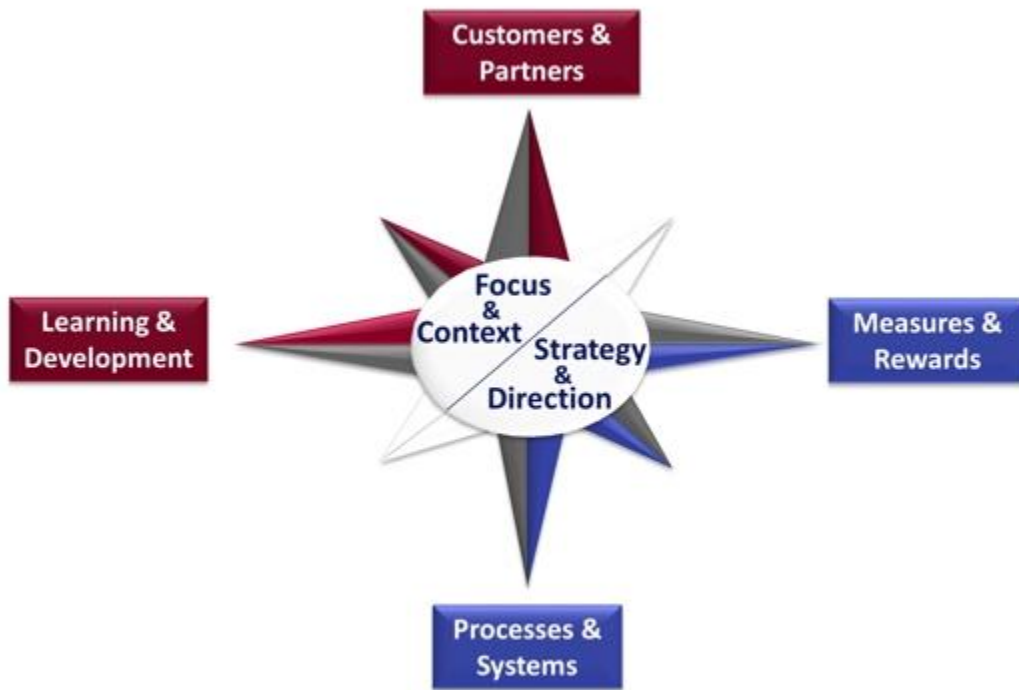 Customers &
Partners
Focus
&
Context
Strategy
&
Direction
Learning &
Development
Measures &
Rewards
Processes &
Systems